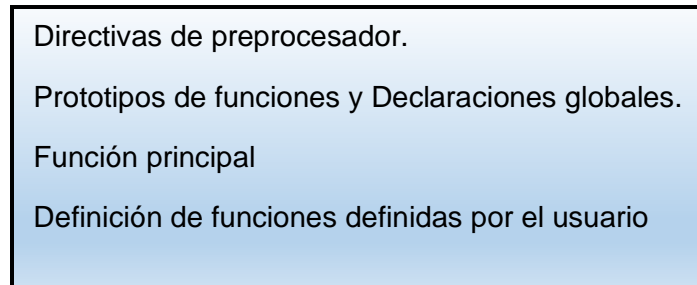 Directivas de preprocesador.
Prototipos de funciones y Declaraciones globales.
Función principal
Definición de funciones definidas por el usuario